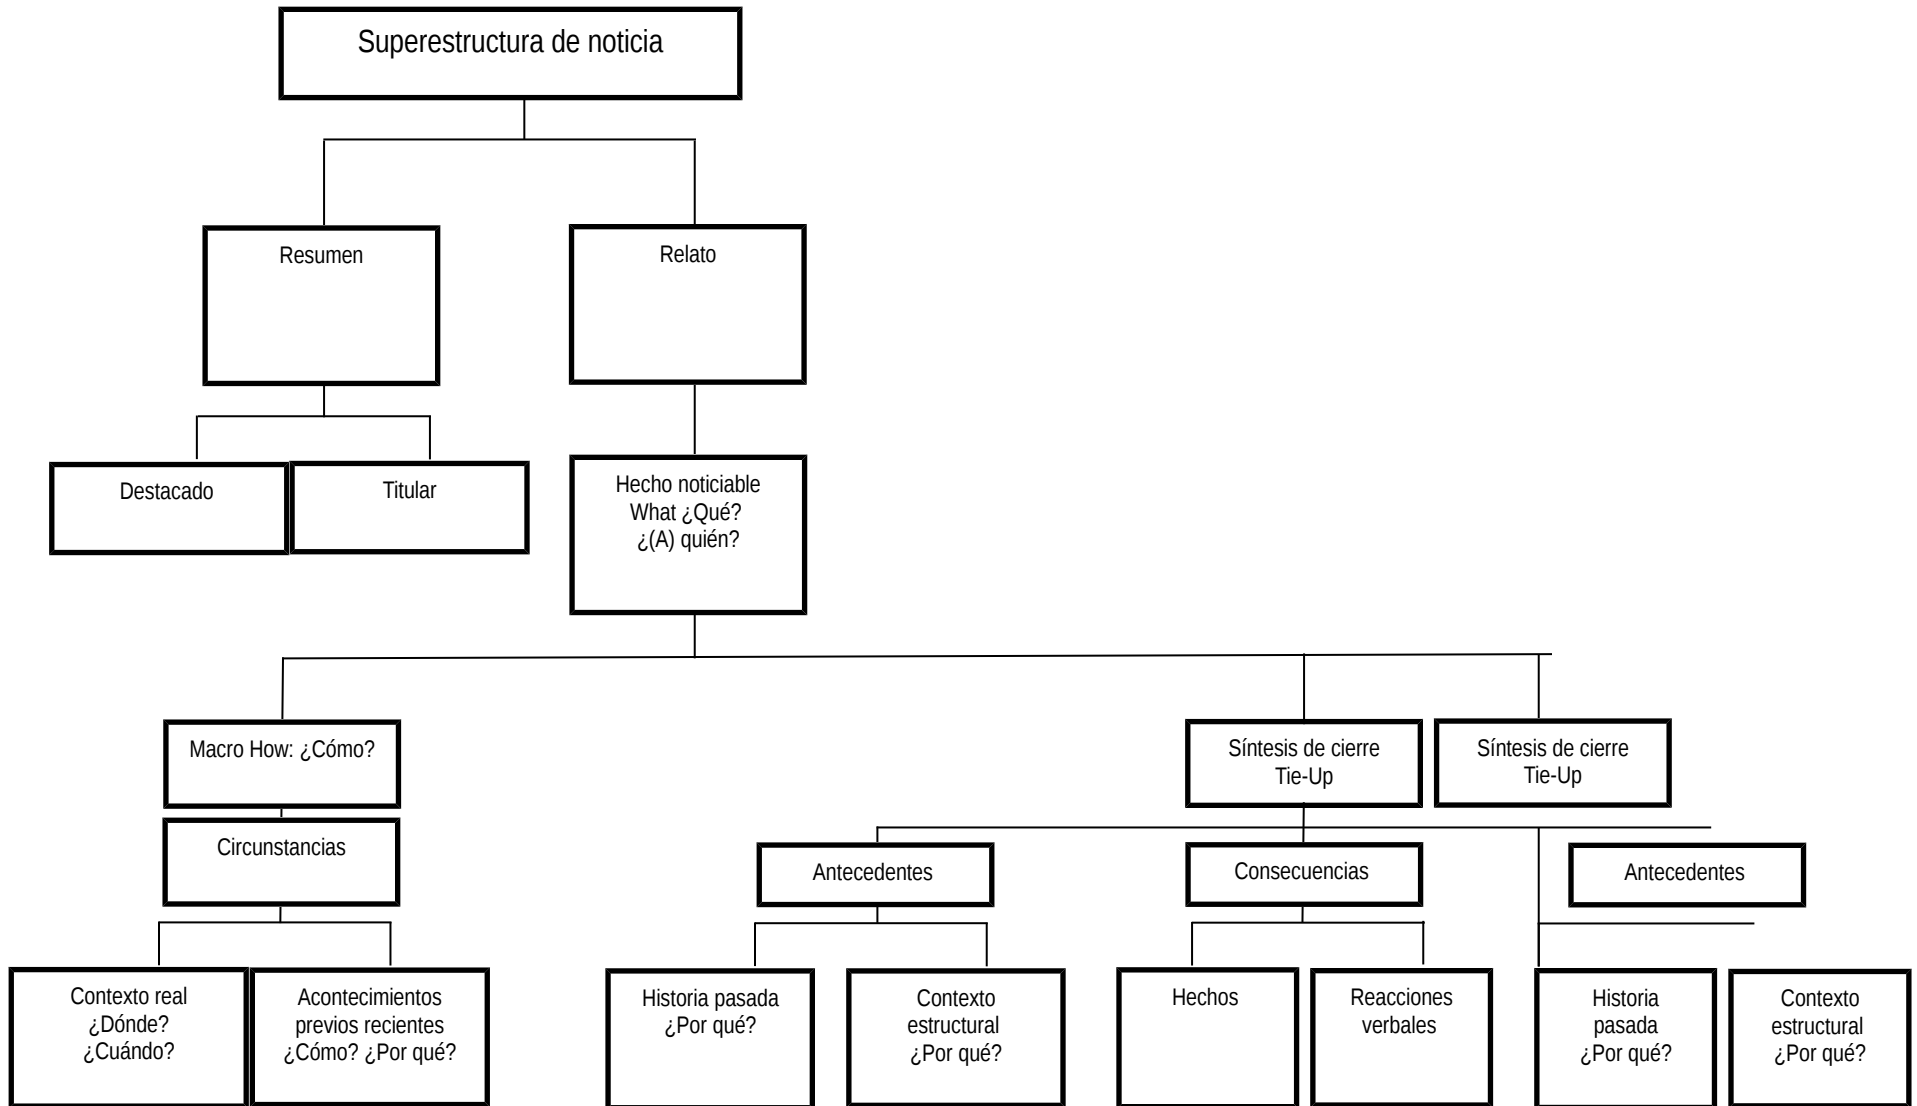 Superestructura de noticia
Resumen
Relato
Destacado
Titular
Hecho noticiable
What ¿Qué?
¿(A) quién?
Macro How: ¿Cómo?
Síntesis de cierre
Tie-Up
Síntesis de cierre
Tie-Up
Circunstancias
Antecedentes
Consecuencias
Antecedentes
Contexto real
¿Dónde?
¿Cuándo?
Acontecimientos
previos recientes
¿Cómo? ¿Por qué?
Historia pasada
¿Por qué?
Contexto
estructural
¿Por qué?
Hechos
Reacciones
verbales
Historia
pasada
¿Por qué?
Contexto
estructural
¿Por qué?